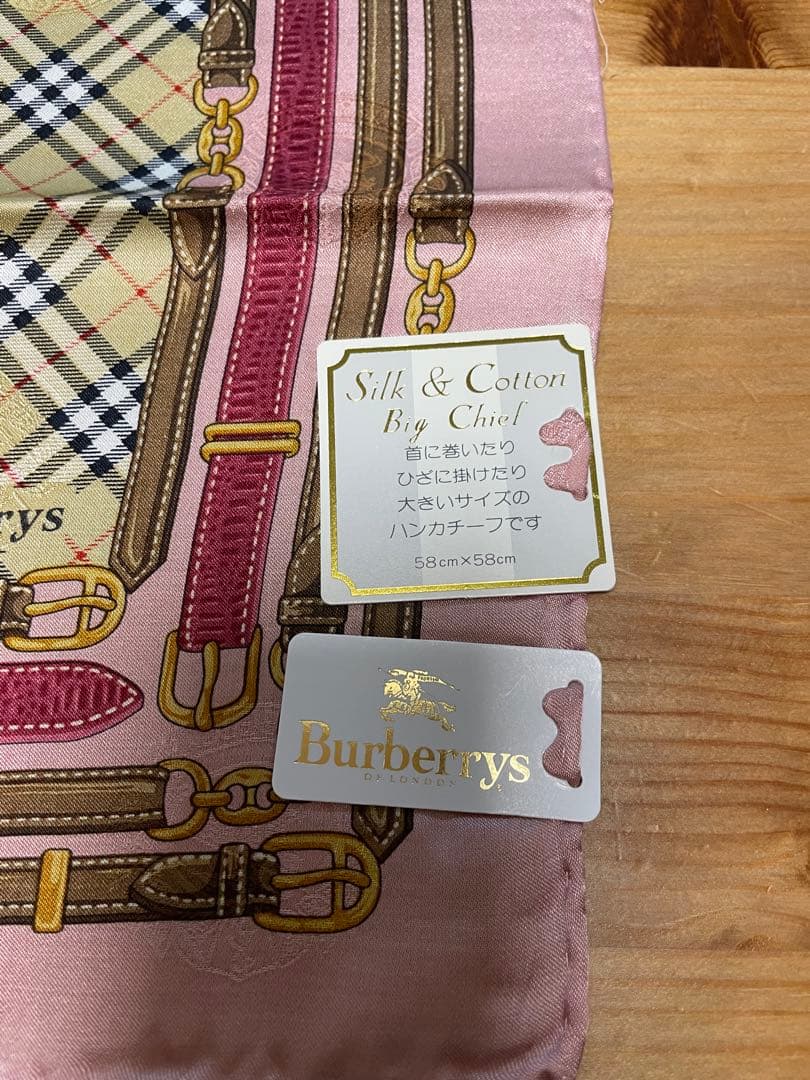 Silk & Cotton
Big Chief
首に巻いたり
ひざに掛けたり
大きいサイズの
ハンカチーフです
58cm×58cm
rrys
Burberrys
OF LONDON